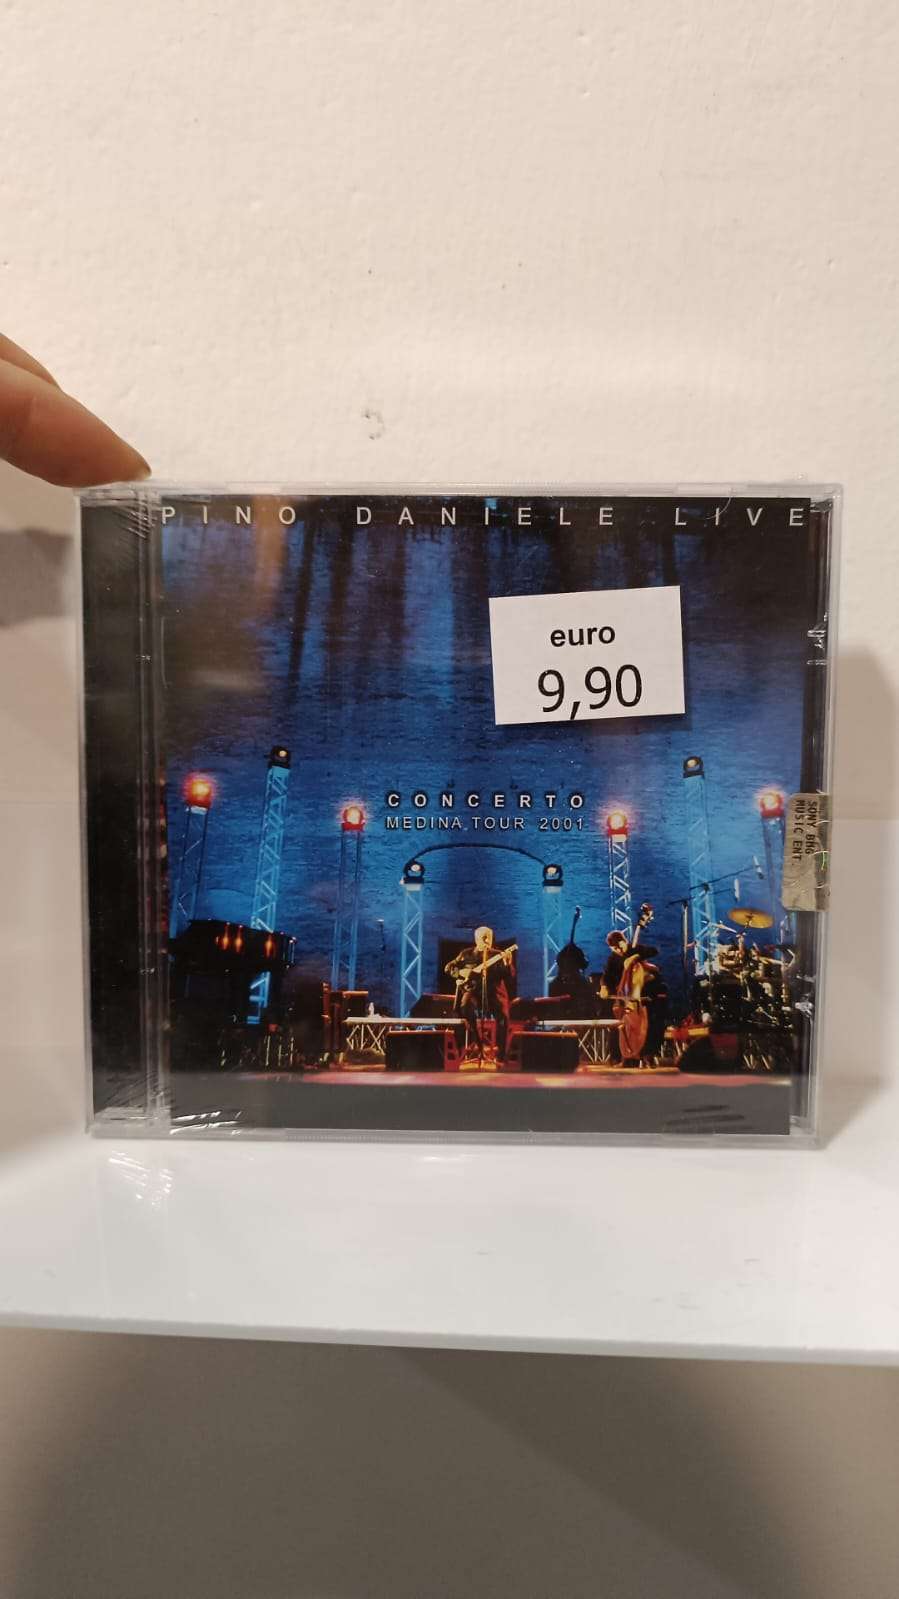 PINO DANIELE LIVE
euro
9,90
CONCERTO
MEDINA TOUR 2001
SONY BMG
MUSIC ENT.